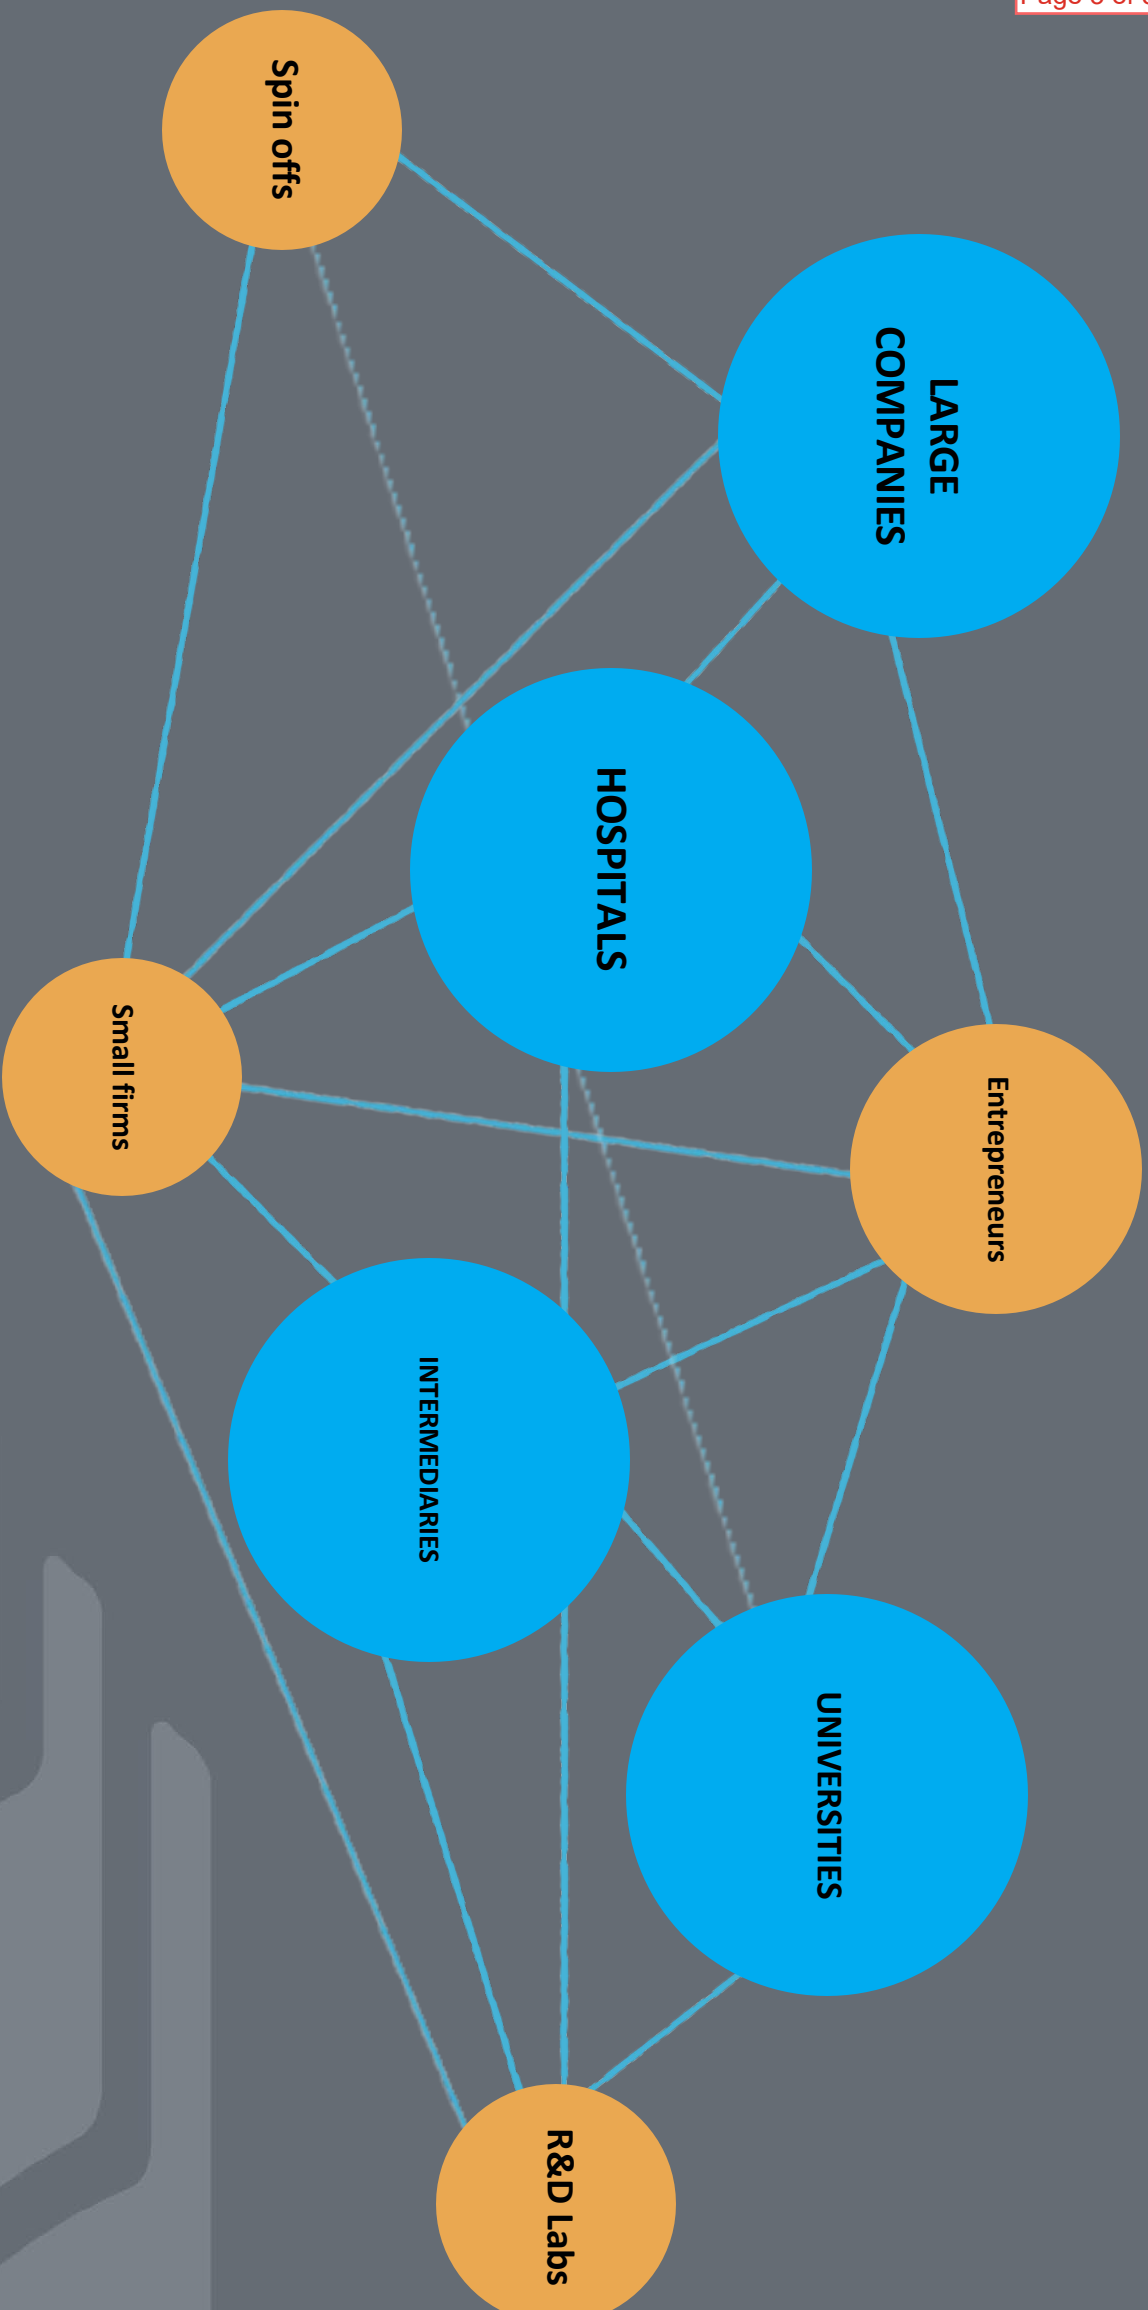 Spin offs
LARGE
COMPANIES
HOSPITALS
Small firms
Entrepreneurs
INTERMEDIARIES
UNIVERSITIES
R&D Labs